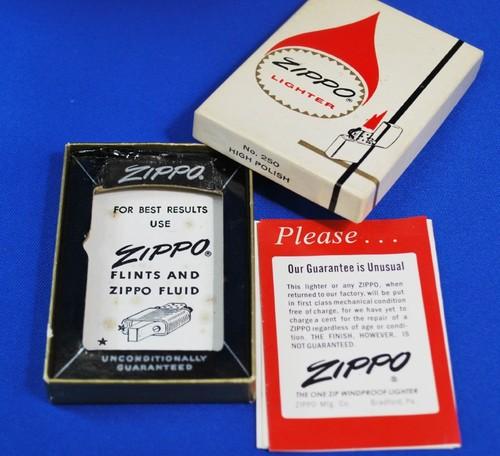 ZIPPO®
LIGHTER
No. 250
HIGH POLISH
ZIPPO®
FOR BEST RESULTS
USE
ZIPPO®
FLINTS AND
ZIPPO FLUID
UNCONDITIONALLY
GUARANTEED
Please...
Our Guarantee is Unusual
This lighter or any ZIPPO, when
returned to our factory, will be put
in first class mechanical condition
free of charge, for we have yet to
charge a cent for the repair of a
ZIPPO regardless of age or condi-
tion. THE FINISH, HOWEVER, IS
NOT GUARANTEED.
ZIPPO®
THE ONE ZIP WINDPROOF LIGHTER
ZIPPO Mfg. Co. Bradford, Pa.